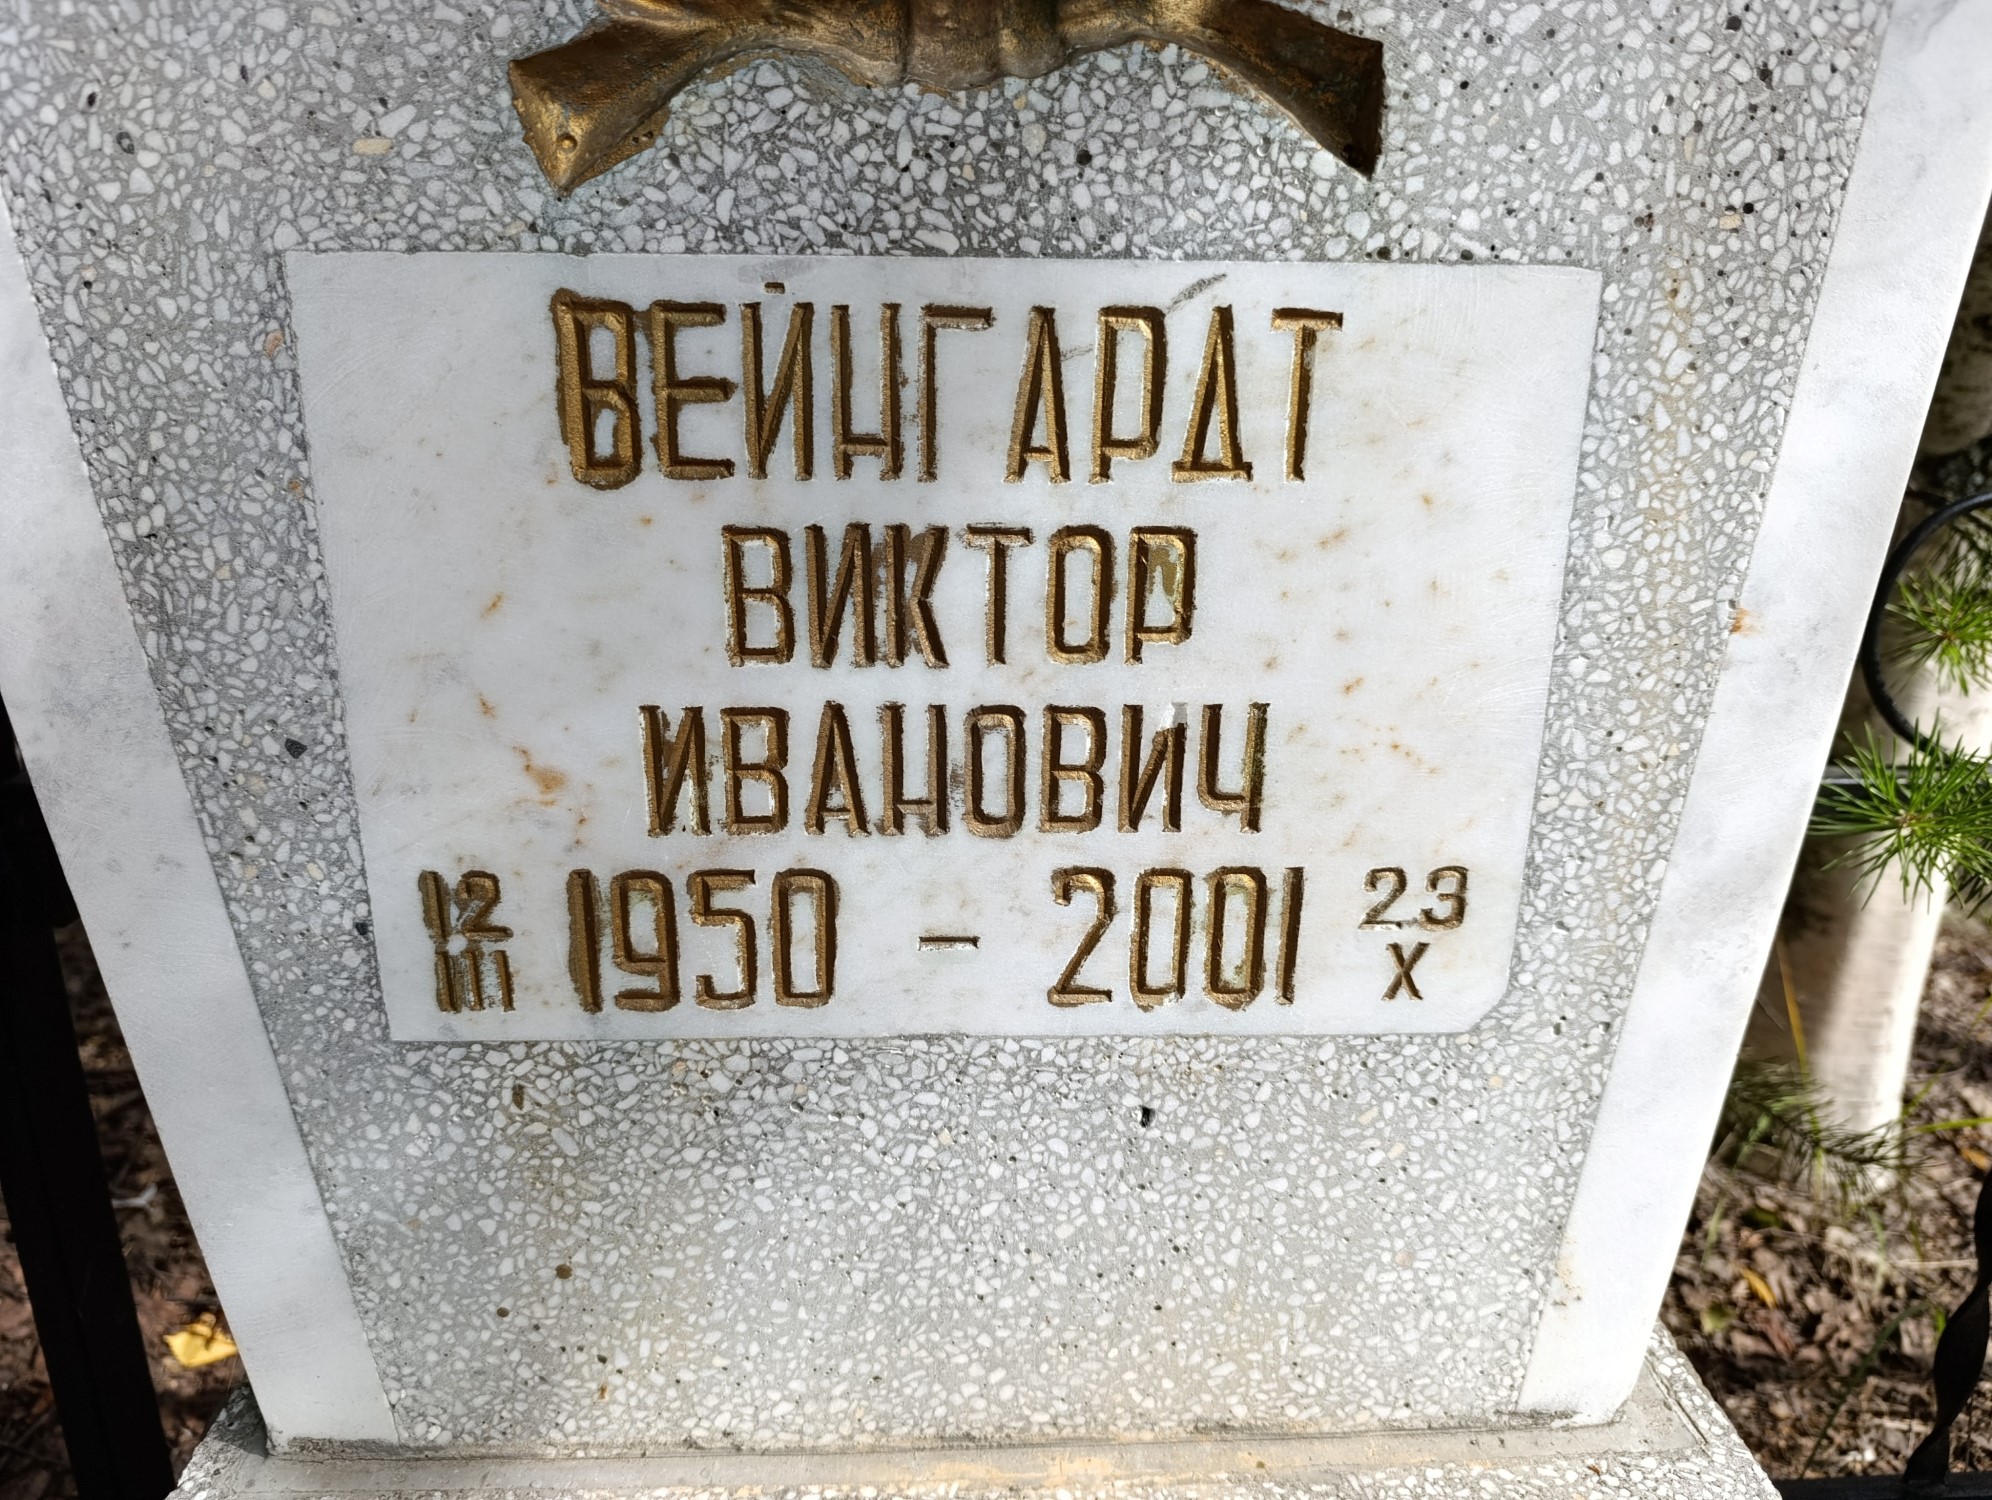 ВЕЙНГАРДТ
ВИКТОР
ИВАНОВИЧ
12 III 1950 - 2001 23 X